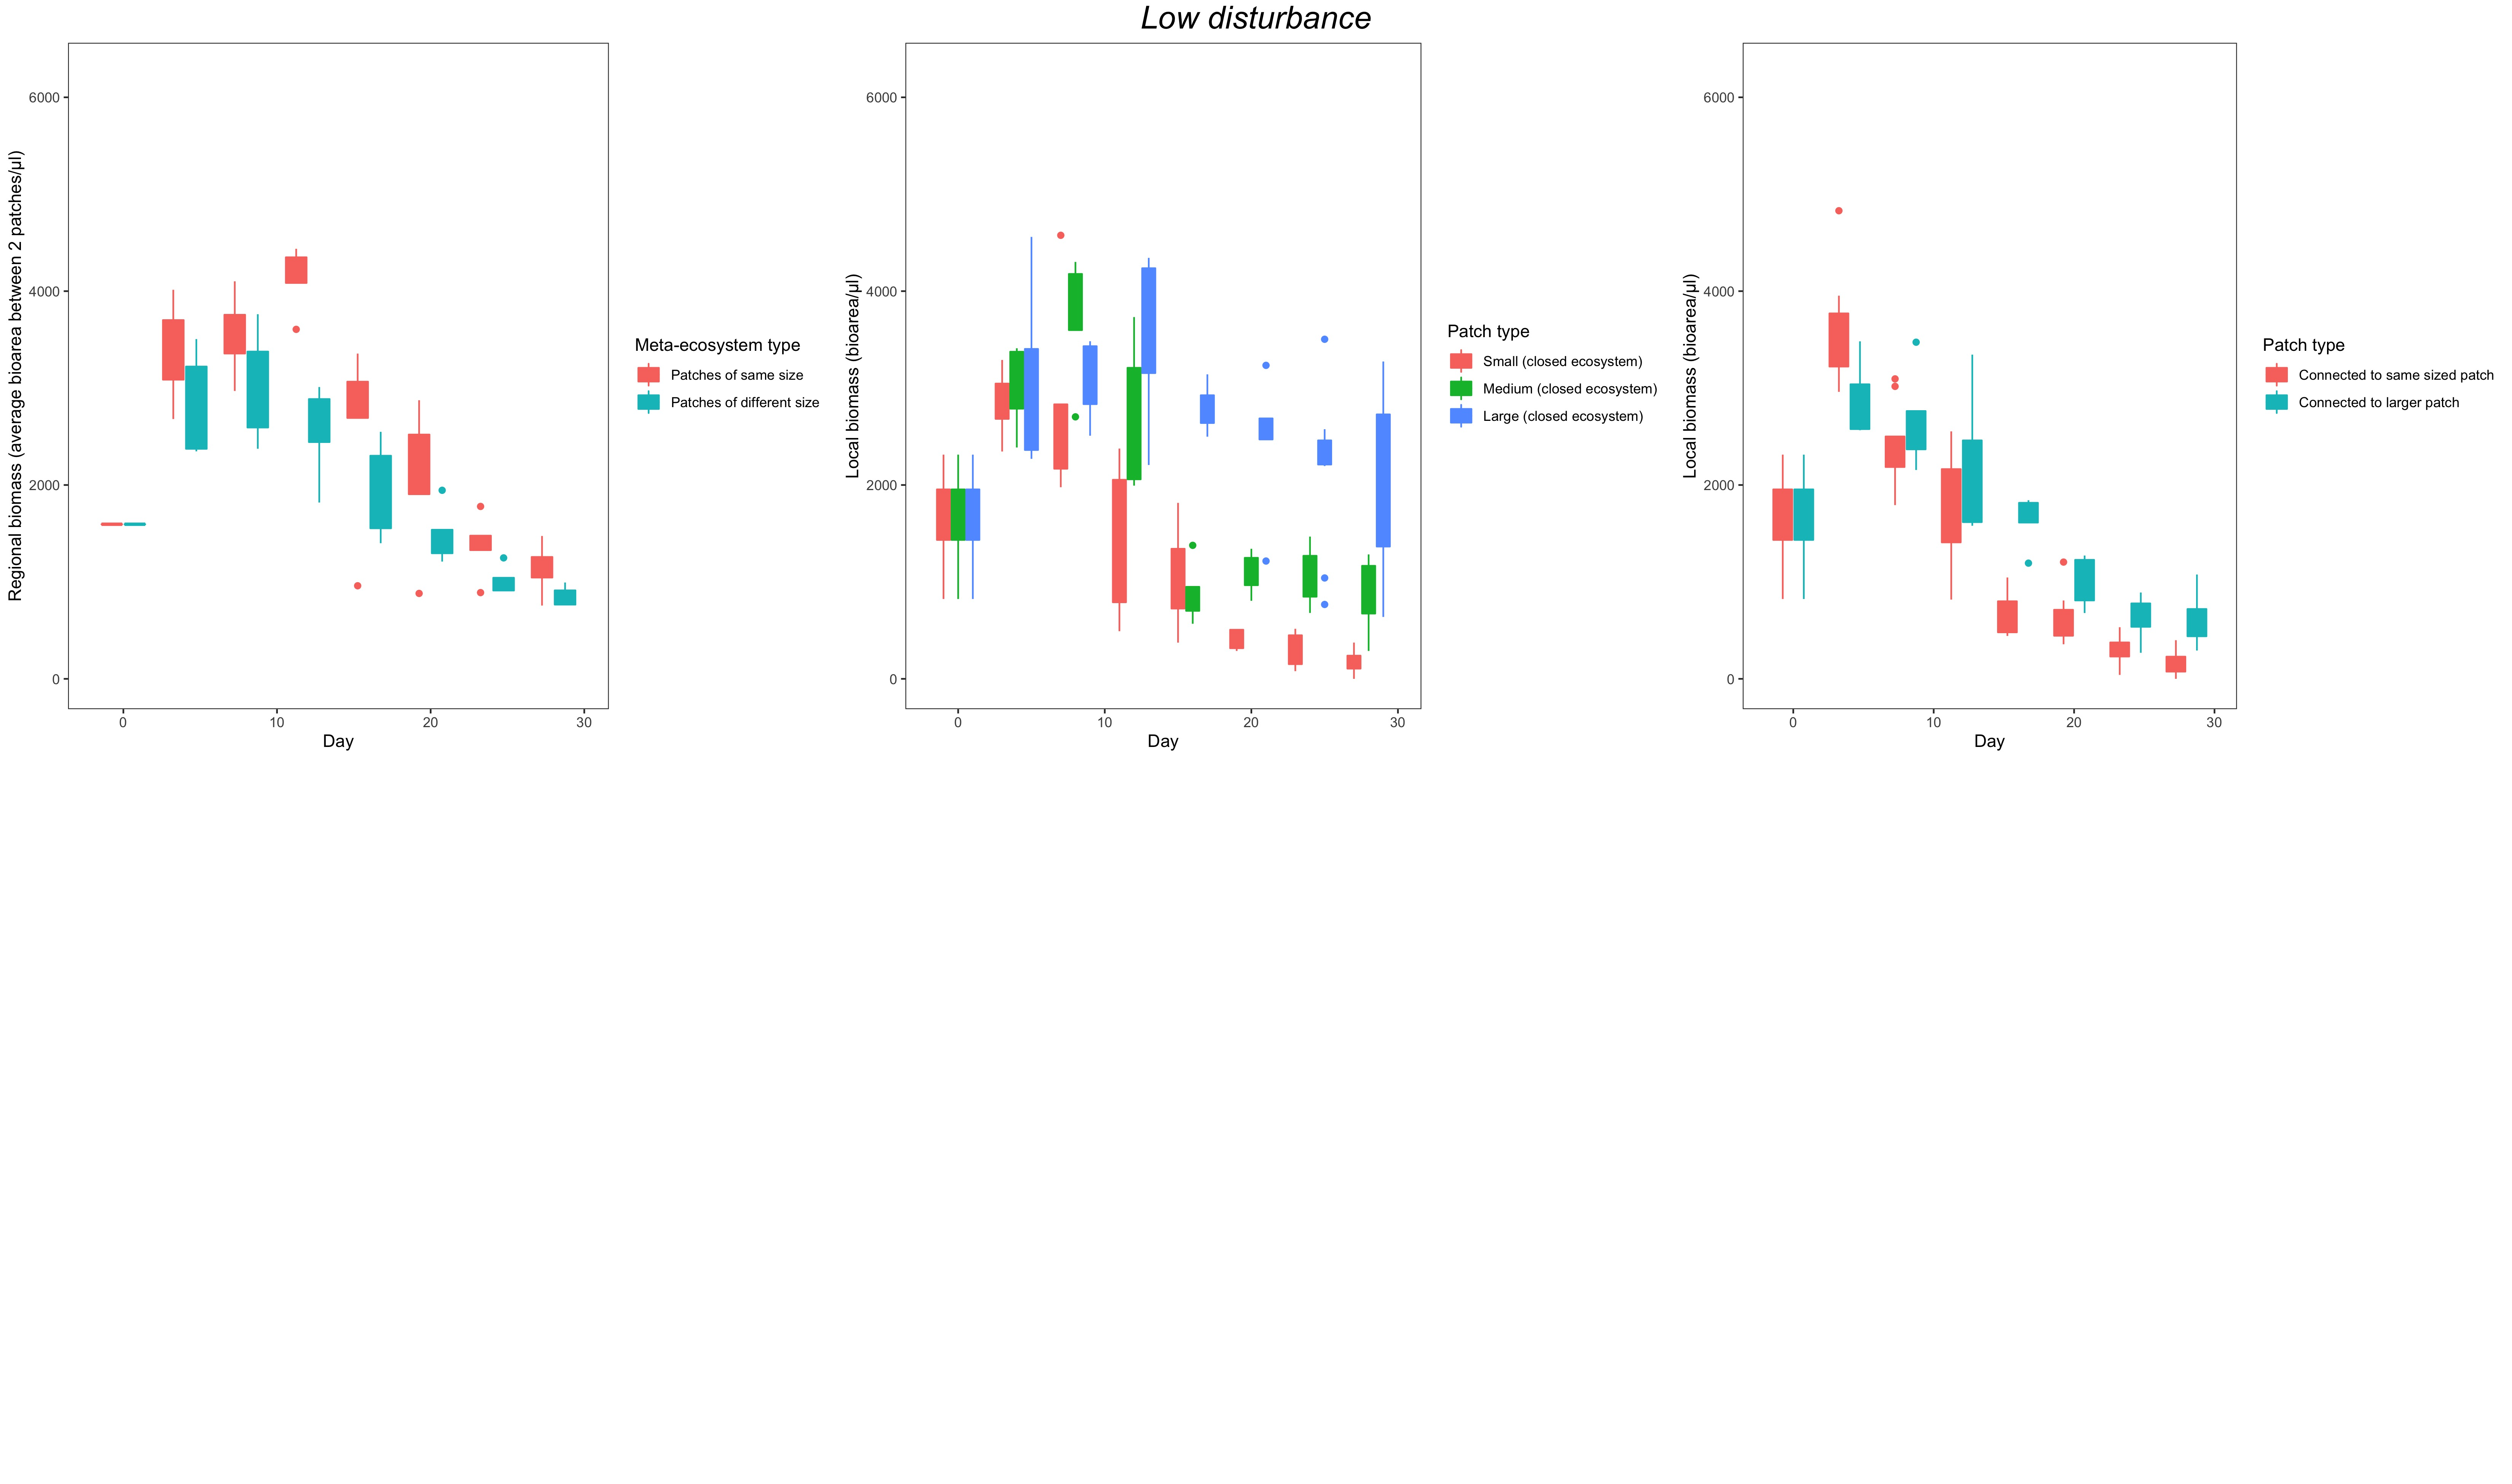 Low disturbance
Regional biomass (average bioarea between 2 patches/μl)
6000
4000
2000
0
0 10 20 30
Day
Meta-ecosystem type
Patches of same size
Patches of different size
Local biomass (bioarea/μl)
6000
4000
2000
0
0 10 20 30
Day
Patch type
Small (closed ecosystem)
Medium (closed ecosystem)
Large (closed ecosystem)
Local biomass (bioarea/μl)
6000
4000
2000
0
0 10 20 30
Day
Patch type
Connected to same sized patch
Connected to larger patch